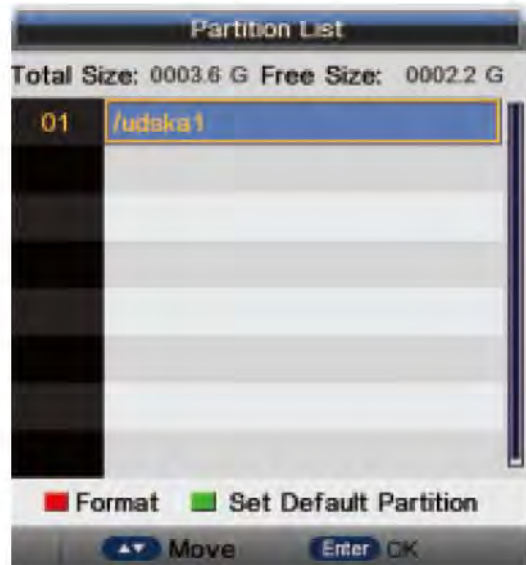 Partition List
Total Size: 0003.6 G Free Size: 0002.2 G
01 /udska1
Format Set Default Partition
Move Enter OK